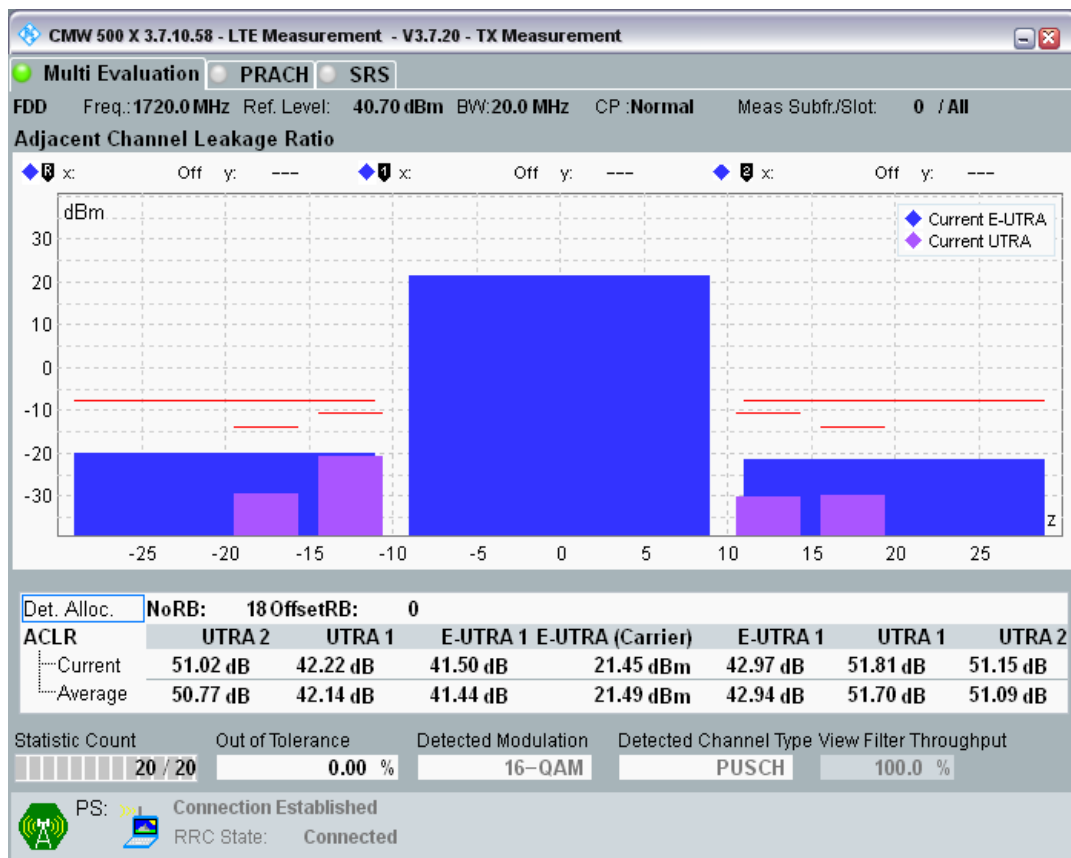 CMW 500 X 3.7.10.58 - LTE Measurement - V3.7.20 - TX Measurement
Multi Evaluation PRACH SRS
FDD Freq.:1720.0 MHz Ref. Level: 40.70 dBm BW:20.0 MHz CP :Normal Meas Subfr./Slot: 0 / All
Adjacent Channel Leakage Ratio
R x: Off y: --- 1 x: Off y: --- 2 x: Off y: ---
dBm
Current E-UTRA
Current UTRA
30
20
10
0
-10
-20
-30
z
-25 -20 -15 -10 -5 0 5 10 15 20 25
Det. Alloc. NoRB: 18 OffsetRB: 0
ACLR UTRA 2 UTRA 1 E-UTRA 1 E-UTRA (Carrier) E-UTRA 1 UTRA 1 UTRA 2
Current 51.02 dB 42.22 dB 41.50 dB 21.45 dBm 42.97 dB 51.81 dB 51.15 dB
Average 50.77 dB 42.14 dB 41.44 dB 21.49 dBm 42.94 dB 51.70 dB 51.09 dB
Statistic Count Out of Tolerance Detected Modulation Detected Channel Type View Filter Throughput
20 / 20 0.00 % 16-QAM PUSCH 100.0 %
PS: Connection Established
RRC State: Connected